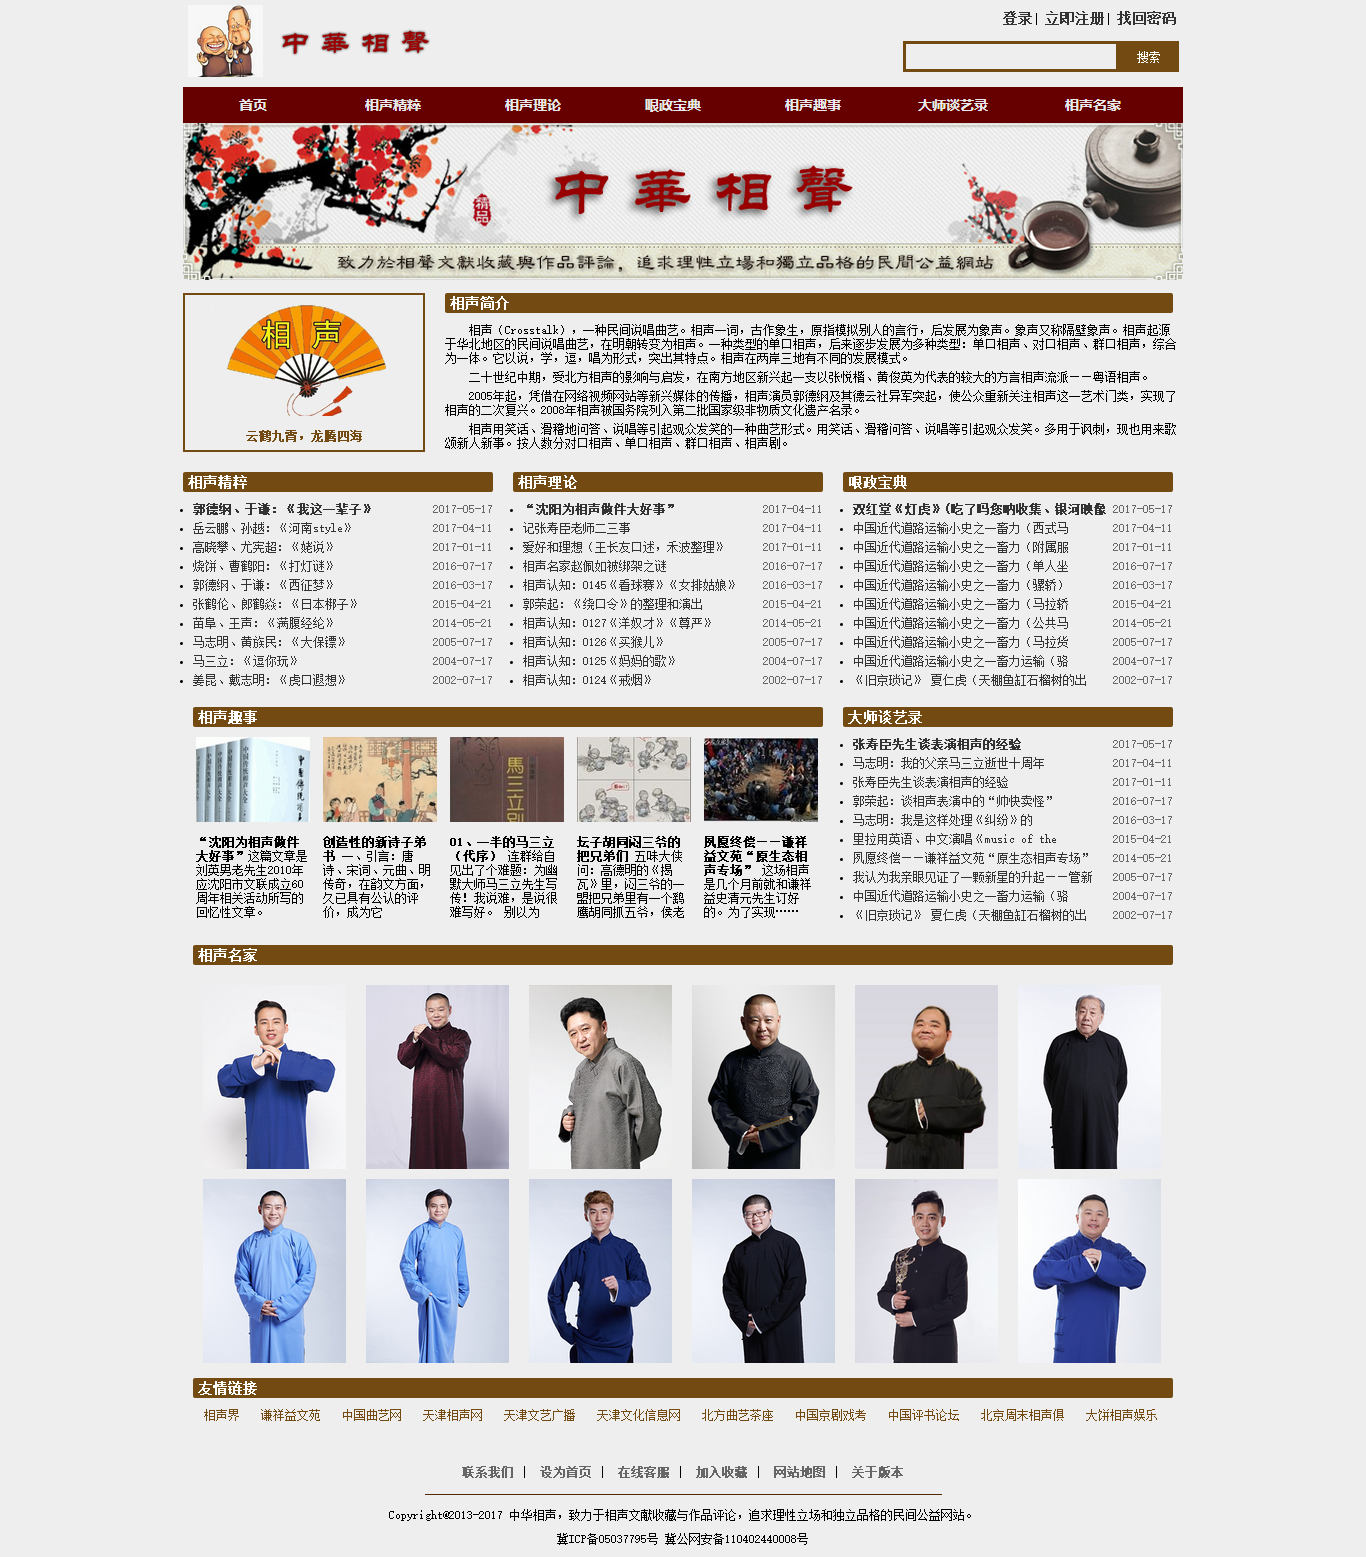 中華相聲
登录| 立即注册| 找回密码
搜索
首页 相声精粹 相声理论 哏政宝典 相声趣事 大师谈艺录 相声名家
中華相聲
精品
致力於相聲文獻收藏與作品評論，追求理性立場和獨立品格的民間公益網站
相声
云鹤九霄，龙腾四海
相声简介
相声（Crosstalk），一种民间说唱曲艺。相声一词，古作象生，原指模拟别人的言行，后发展为象声。象声又称隔壁象声。相声起源
于华北地区的民间说唱曲艺，在明朝转变为相声。一种类型的单口相声，后来逐步发展为多种类型：单口相声、对口相声、群口相声，综合
为一体。它以说，学，逗，唱为形式，突出其特点。相声在两岸三地有不同的发展模式。
二十世纪中期，受北方相声的影响与启发，在南方地区新兴起一支以张悦楷、黄俊英为代表的较大的方言相声流派——粤语相声。
2005年起，凭借在网络视频网站等新兴媒体的传播，相声演员郭德纲及其德云社异军突起，使公众重新关注相声这一艺术门类，实现了
相声的二次复兴。2008年相声被国务院列入第二批国家级非物质文化遗产名录。
相声用笑话、滑稽地问答、说唱等引起观众发笑的一种曲艺形式。用笑话、滑稽问答、说唱等引起观众发笑。多用于讽刺，现也用来歌
颂新人新事。按人数分对口相声、单口相声、群口相声、相声剧。
相声精粹
郭德纲、于谦：《我这一辈子》 2017-05-17
岳云鹏、孙越：《河南style》 2017-04-11
高晓攀、尤宪超：《姥说》 2017-01-11
烧饼、曹鹤阳：《打灯谜》 2016-07-17
郭德纲、于谦：《西征梦》 2016-03-17
张鹤伦、郎鹤焱：《日本梆子》 2015-04-21
苗阜、王声：《满腹经纶》 2014-05-21
马志明、黄族民：《大保镖》 2005-07-17
马三立：《逗你玩》 2004-07-17
姜昆、戴志明：《虎口遐想》 2002-07-17
相声理论
“沈阳为相声做件大好事” 2017-04-11
记张寿臣老师二三事 2017-04-11
爱好和理想（王长友口述，禾波整理） 2017-01-11
相声名家赵佩如被绑架之谜 2016-07-17
相声认知：0145《看球赛》《女排姑娘》 2016-03-17
郭荣起：《绕口令》的整理和演出 2015-04-21
相声认知：0127《洋奴才》《尊严》 2014-05-21
相声认知：0126《买猴儿》 2005-07-17
相声认知：0125《妈妈的歌》 2004-07-17
相声认知：0124《戒烟》 2002-07-17
哏政宝典
双红堂《灯虎》(吃了吗您呐收集、银河映像 2017-05-17
中国近代道路运输小史之一畜力（西式马 2017-04-11
中国近代道路运输小史之一畜力（附属服 2017-01-11
中国近代道路运输小史之一畜力（单人坐 2016-07-17
中国近代道路运输小史之一畜力（骡轿） 2016-03-17
中国近代道路运输小史之一畜力（马拉轿 2015-04-21
中国近代道路运输小史之一畜力（公共马 2014-05-21
中国近代道路运输小史之一畜力（马拉货 2005-07-17
中国近代道路运输小史之一畜力运输（骆 2004-07-17
《旧京琐记》 夏仁虎（天棚鱼缸石榴树的出 2002-07-17
相声趣事
中国传统相声大全
馬三立别
“沈阳为相声做件
大好事”这篇文章是
刘英男老先生2010年
应沈阳市文联成立60
周年相关活动所写的
回忆性文章。
创造性的新诗子弟
书 一、引言：唐
诗、宋词、元曲、明
传奇，在韵文方面，
久已具有公认的评
价，成为它
01、一半的马三立
（代序） 连群给自
见出了个难题：为幽
默大师马三立先生写
传！我说难，是说很
难写好。 别以为
坛子胡同闷三爷的
把兄弟们 五味大侠
问：高德明的《揭
瓦》里，闷三爷的一
盟把兄弟里有一个鹞
鹰胡同抓五爷，侯老
夙愿终偿——谦祥
益文苑“原生态相
声专场” 这场相声
是几个月前就和谦祥
益史清元先生订好
的。为了实现……
大师谈艺录
张寿臣先生谈表演相声的经验 2017-05-17
马志明：我的父亲马三立逝世十周年 2017-04-11
张寿臣先生谈表演相声的经验 2017-01-11
郭荣起：谈相声表演中的“帅快卖怪” 2016-07-17
马志明：我是这样处理《纠纷》的 2016-03-17
里拉用英语、中文演唱《music of the 2015-04-21
夙愿终偿——谦祥益文苑“原生态相声专场” 2014-05-21
我认为我亲眼见证了一颗新星的升起——管新 2005-07-17
中国近代道路运输小史之一畜力运输（骆 2004-07-17
《旧京琐记》 夏仁虎（天棚鱼缸石榴树的出 2002-07-17
相声名家
友情链接
相声界 谦祥益文苑 中国曲艺网 天津相声网 天津文艺广播 天津文化信息网 北方曲艺茶座 中国京剧戏考 中国评书论坛 北京周末相声俱 大饼相声娱乐
联系我们 | 设为首页 | 在线客服 | 加入收藏 | 网站地图 | 关于版本
Copyright@2013-2017 中华相声，致力于相声文献收藏与作品评论，追求理性立场和独立品格的民间公益网站。
冀ICP备05037795号 冀公网安备110402440008号